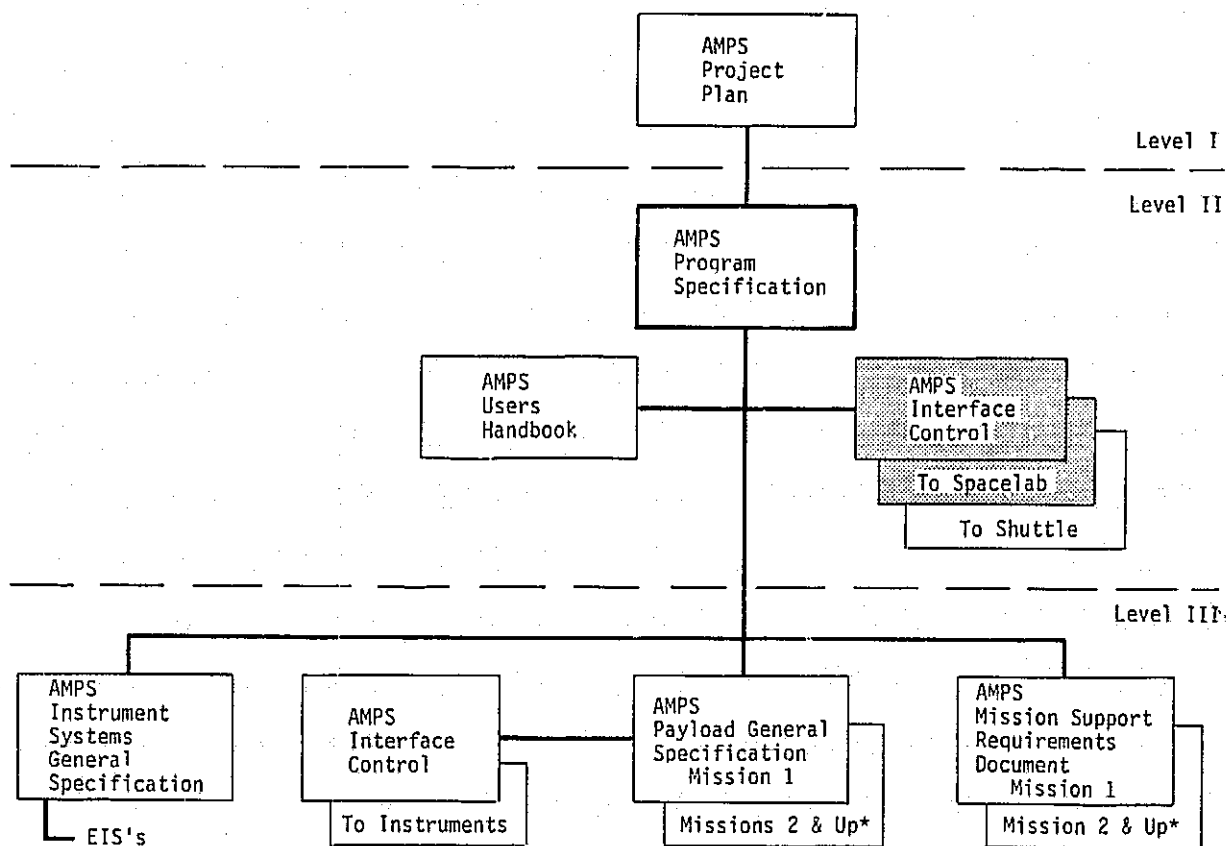 AMPS
Project
Plan
Level I
Level II
AMPS
Program
Specification
AMPS
Users
Handbook
AMPS
Interface
Control
To Spacelab
To Shuttle
Level III*
AMPS
Instrument
Systems
General
Specification
EIS's
AMPS
Interface
Control
To Instruments
AMPS
Payload General
Specification
Mission 1
Missions 2 & Up*
AMPS
Mission Support
Requirements
Document
Mission 1
Mission 2 & Up*